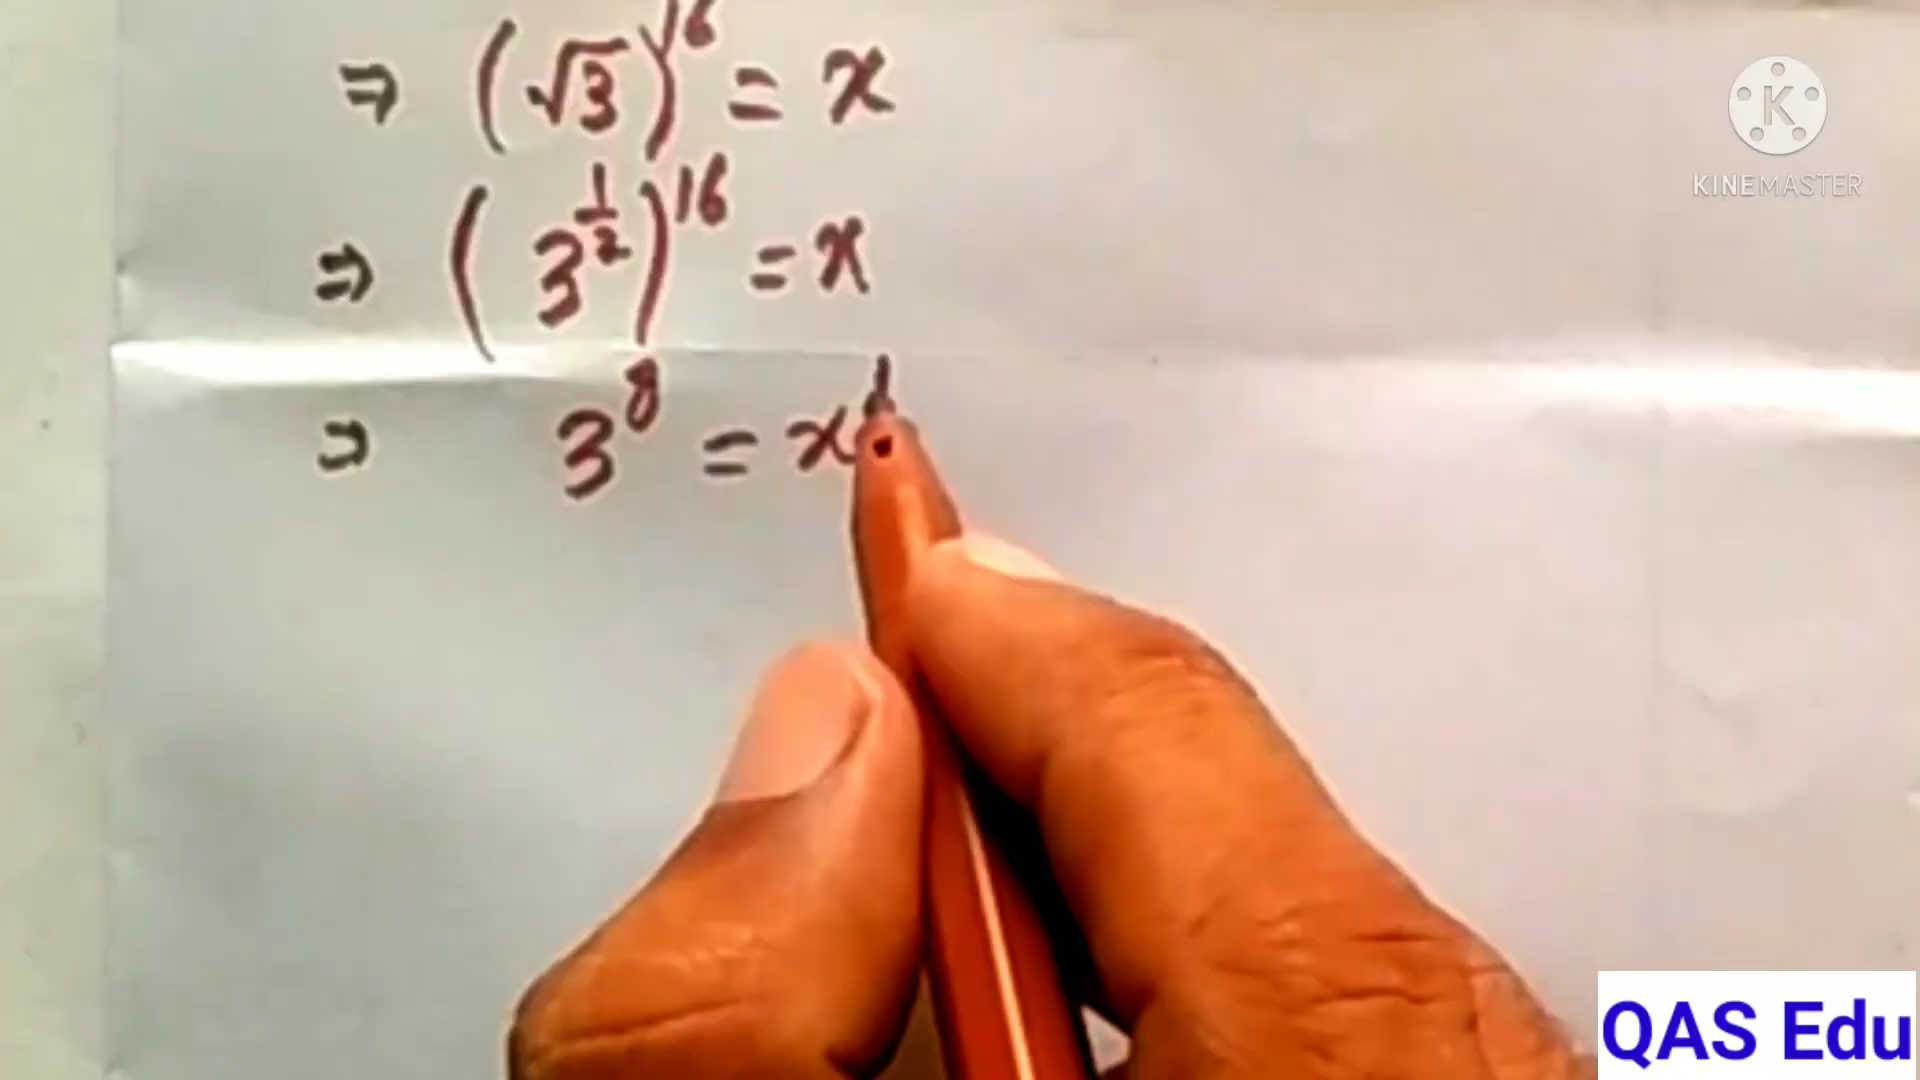 ⇒ (√3)^16 = x
⇒ (3^1/2)^16 = x
⇒ 3^8 = x
K
KINEMASTER
QAS Edu